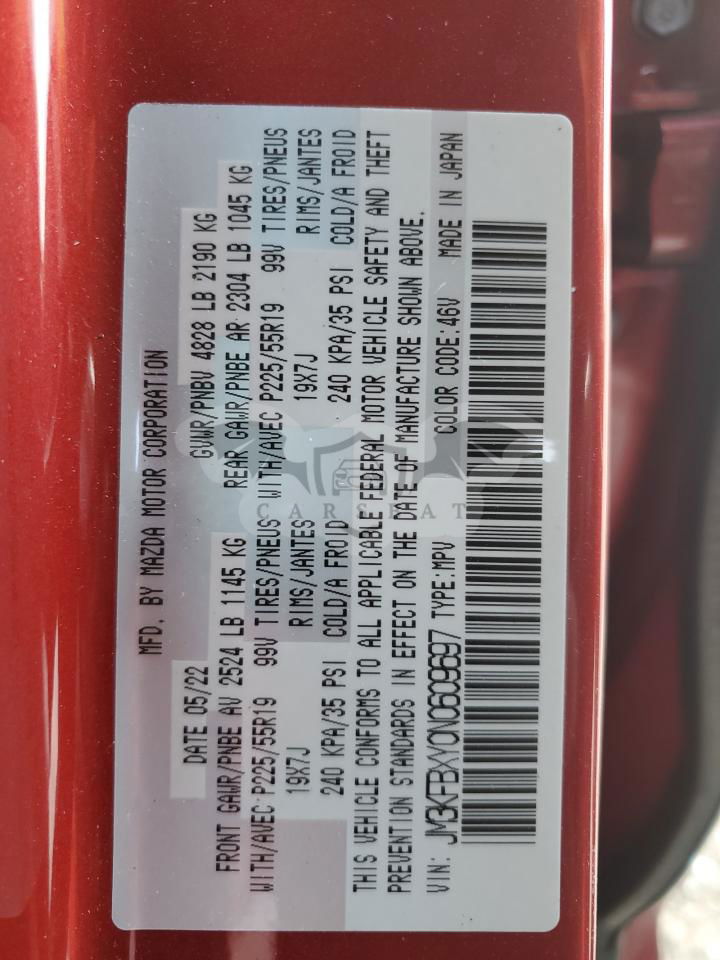 MFD. BY MAZDA MOTOR CORPORATION
DATE 05/22 GVWR/PNBV 4828 LB 2190 KG
FRONT GAWR/PNBE AV 2524 LB 1145 KG REAR GAWR/PNBE AR 2304 LB 1045 KG
WITH/AVEC P225/55R19 99V TIRES/PNEUS WITH/AVEC P225/55R19 99V TIRES/PNEUS
19X7J RIMS/JANTES 19X7J RIMS/JANTES
240 KPA/35 PSI COLD/A FROID 240 KPA/35 PSI COLD/A FROID
THIS VEHICLE CONFORMS TO ALL APPLICABLE FEDERAL MOTOR VEHICLE SAFETY AND THEFT
PREVENTION STANDARDS IN EFFECT ON THE DATE OF MANUFACTURE SHOWN ABOVE.
VIN: JM3KFBXY0N0609697 TYPE:MPV COLOR CODE:46V MADE IN JAPAN
CARSEAT